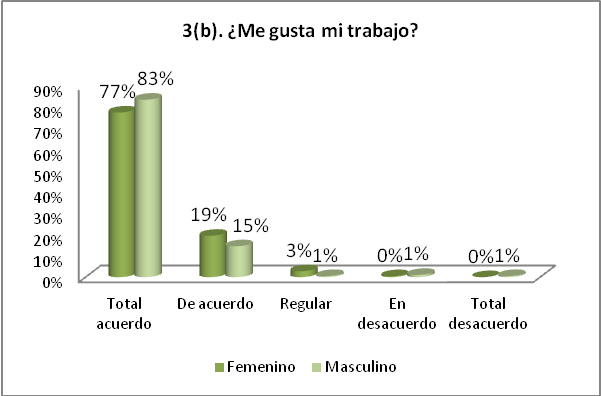 3(b). ¿Me gusta mi trabajo?
90%
80%
70%
60%
50%
40%
30%
20%
10%
0%
77% 83%
19% 15%
3% 1%
0% 1%
0% 1%
Total acuerdo
De acuerdo
Regular
En desacuerdo
Total desacuerdo
Femenino Masculino